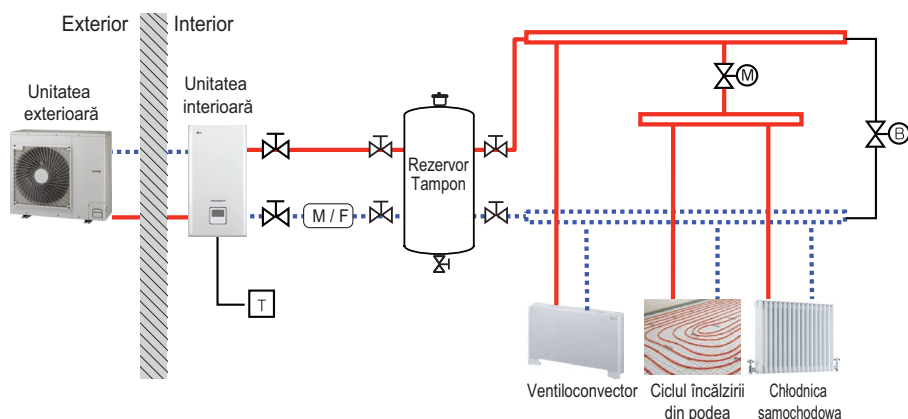 Exterior
Interior
Unitatea
exterioară
Unitatea
interioară
M
B
Rezervor
Tampon
M / F
T
Ventiloconvector
Ciclul încălzirii
din podea
Chłodnica
samochodowa